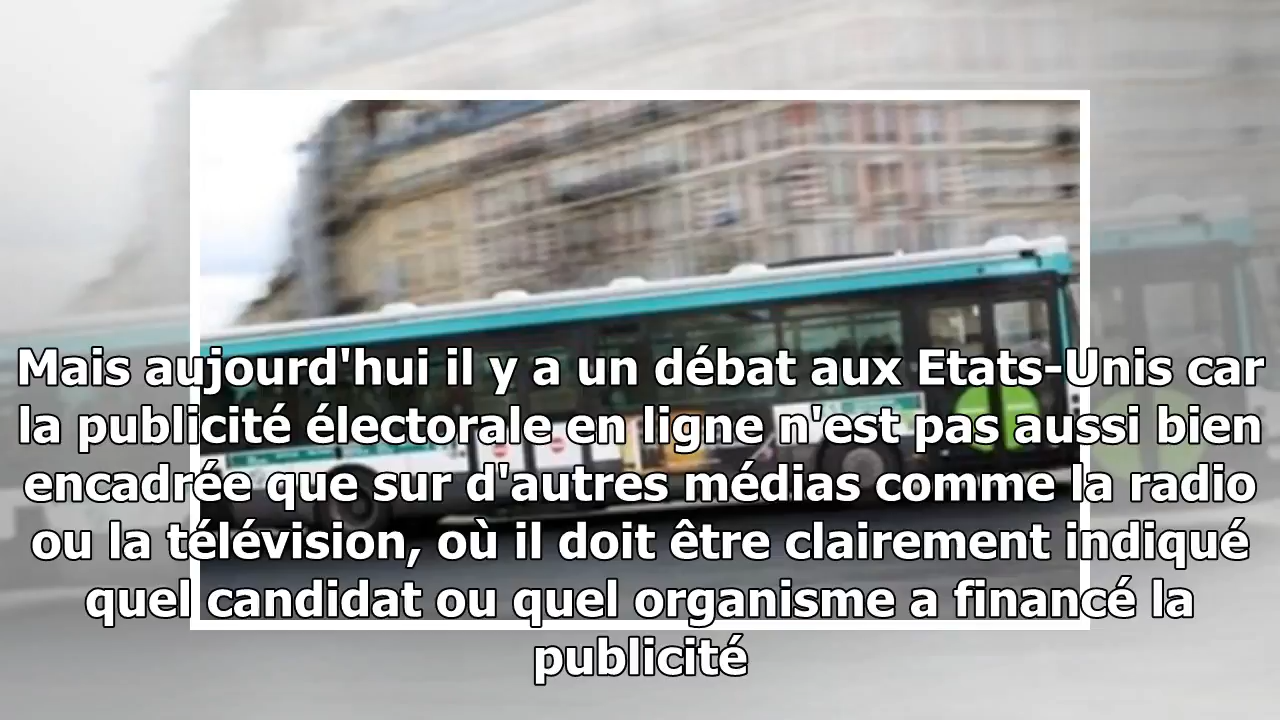 Mais aujourd'hui il y a un débat aux Etats-Unis car
la publicité électorale en ligne n'est pas aussi bien
encadrée que sur d'autres médias comme la radio
ou la télévision, où il doit être clairement indiqué
quel candidat ou quel organisme a financé la
publicité